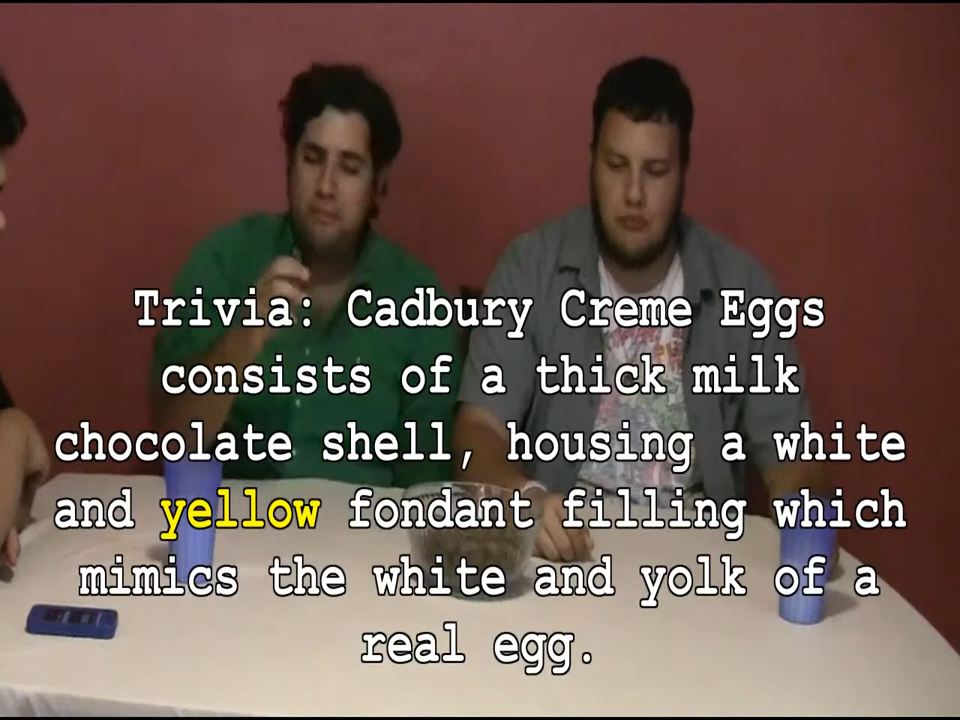 Trivia: Cadbury Creme Eggs
consists of a thick milk
chocolate shell, housing a white
and yellow fondant filling which
mimics the white and yolk of a
real egg.